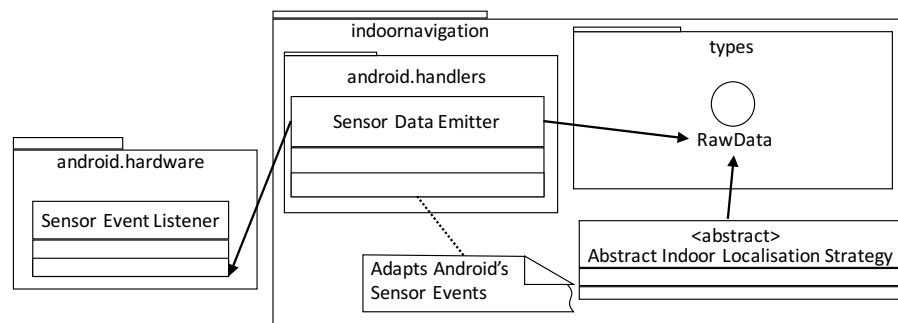 indoornavigation
types
android.handlers
Sensor Data Emitter
RawData
android.hardware
Sensor Event Listener
<abstract>
Abstract Indoor Localisation Strategy
Adapts Android's
Sensor Events